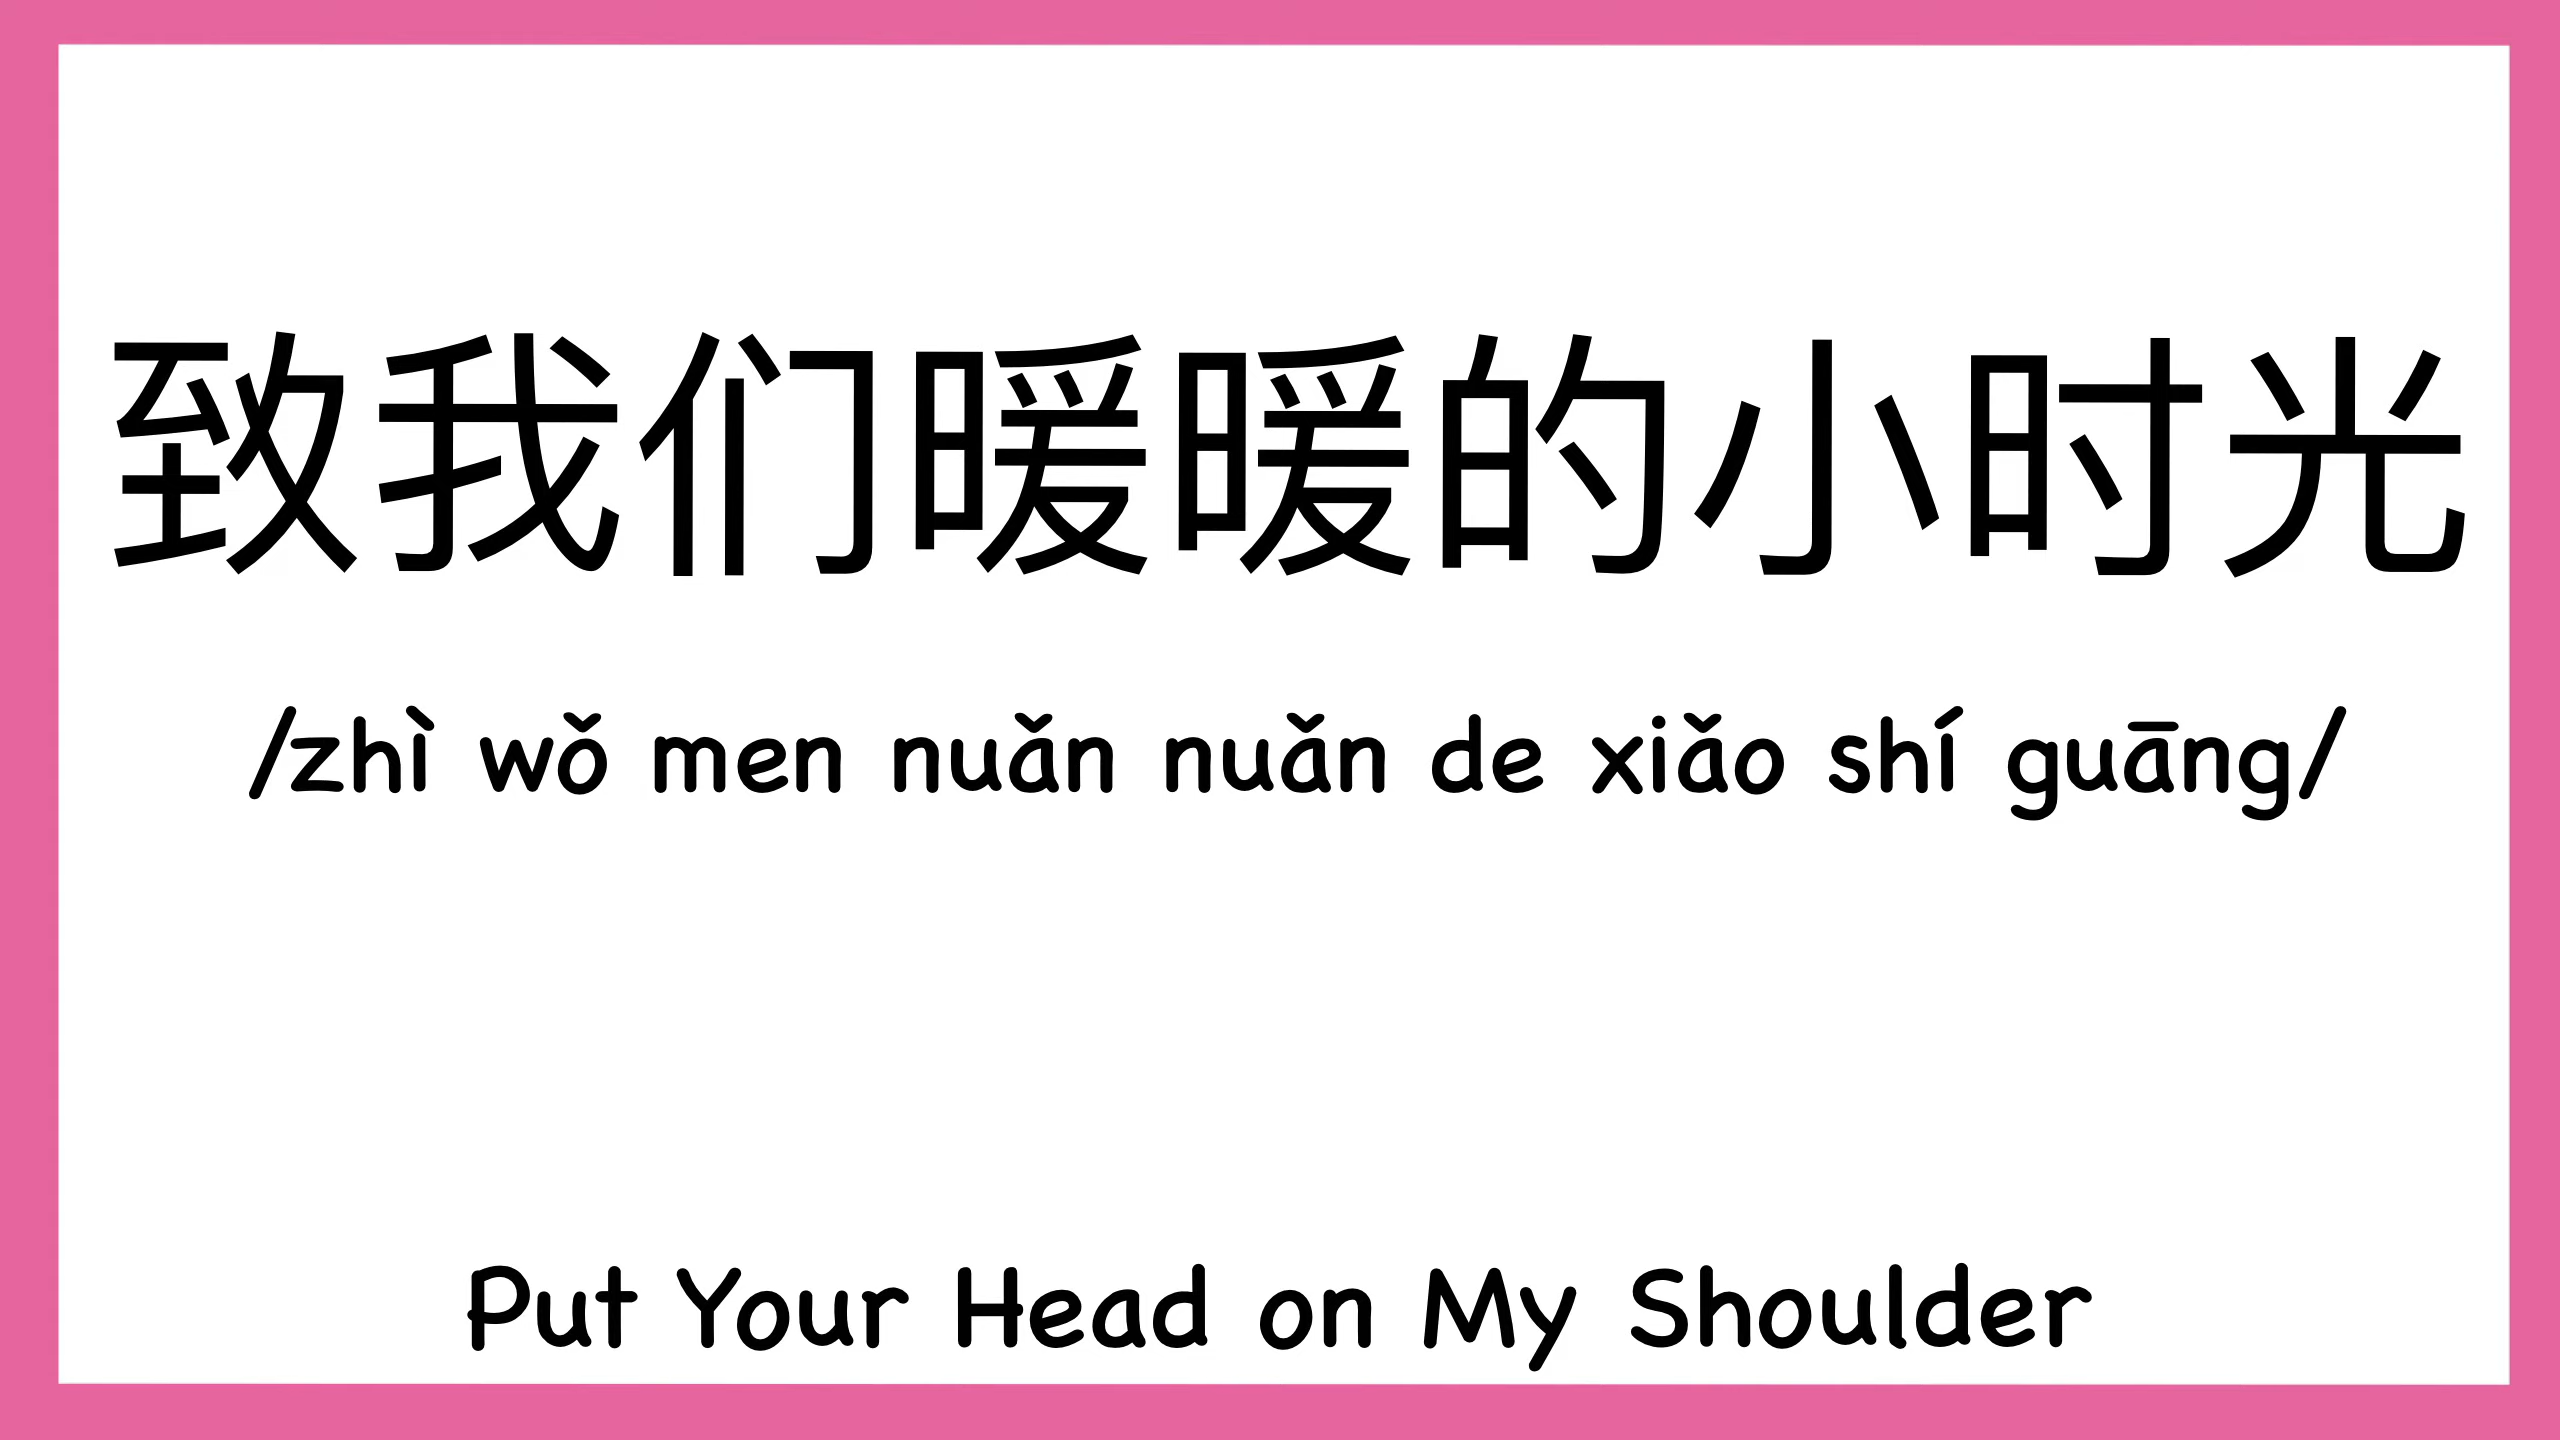 致我们暖暖的小时光
/zhì wǒ men nuǎn nuǎn de xiǎo shí guāng/
Put Your Head on My Shoulder